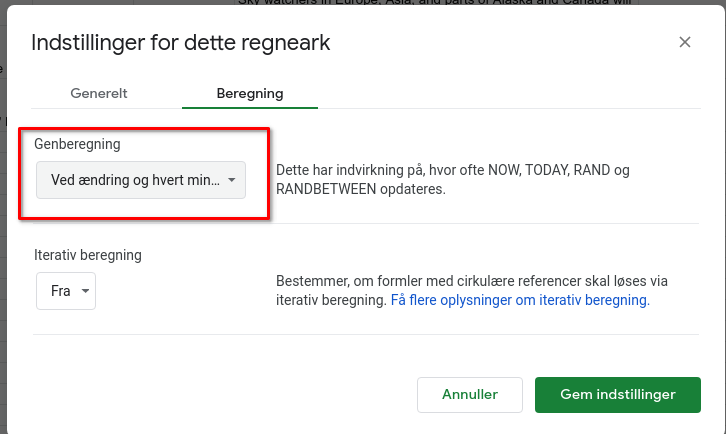 Sky watchers in Europe, Asia, and parts of Alaska and Canada will
Indstillinger for dette regneark
Generelt
Beregning
Genberegning
Ved ændring og hvert min...
Dette har indvirkning på, hvor ofte NOW, TODAY, RAND og
RANDBETWEEN opdateres.
Iterativ beregning
Fra
Bestemmer, om formler med cirkulære referencer skal løses via
iterativ beregning. Få flere oplysninger om iterativ beregning.
Annuller
Gem indstillinger